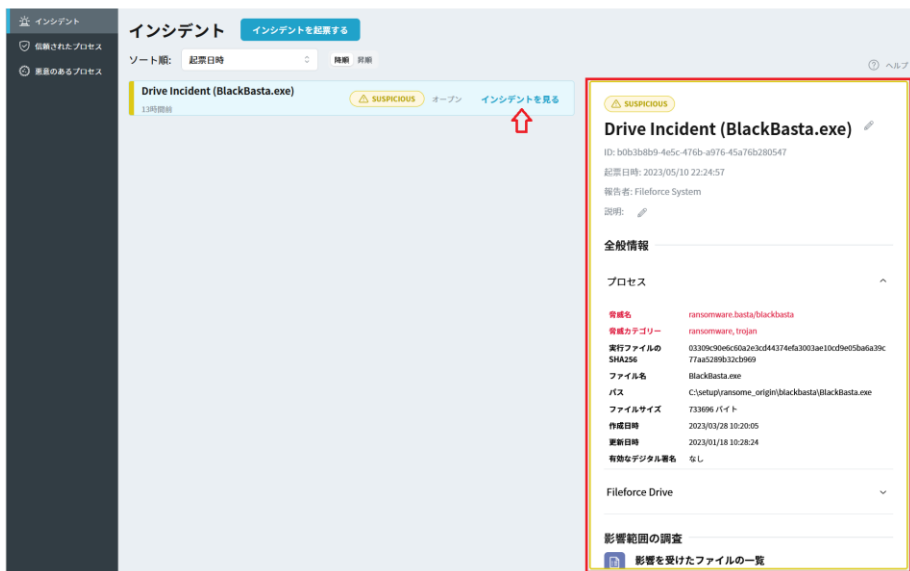 インシデント
信頼されたプロセス
悪意のあるプロセス
インシデント
インシデントを起票する
ソート順:
起票日時
降順 昇順
ヘルプ
Drive Incident (BlackBasta.exe)
13時間前
SUSPICIOUS
オープン
インシデントを見る
SUSPICIOUS
Drive Incident (BlackBasta.exe)
ID: b0b3b8b9-4e5c-476b-a976-45a76b280547
起票日時: 2023/05/10 22:24:57
報告者: Fileforce System
説明:
全般情報
プロセス
脅威名 ransomware.basta/blackbasta
脅威カテゴリー ransomware, trojan
実行ファイルの 03309c90e6c60a2e3cd44374efa3003ae10cd9e05ba6a39c
SHA256 77aa5289b32cb969
ファイル名 BlackBasta.exe
パス C:\setup\ransome_origin\blackbasta\BlackBasta.exe
ファイルサイズ 733696 バイト
作成日時 2023/03/28 10:20:05
更新日時 2023/01/18 10:28:24
有効なデジタル署名 なし
Fileforce Drive
影響範囲の調査
影響を受けたファイルの一覧